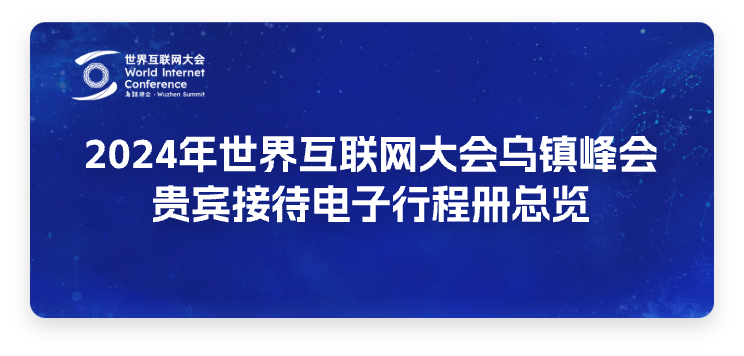 世界互联网大会
World Internet
Conference
乌镇峰会 · Wuzhen Summit
2024年世界互联网大会乌镇峰会
贵宾接待电子行程册总览